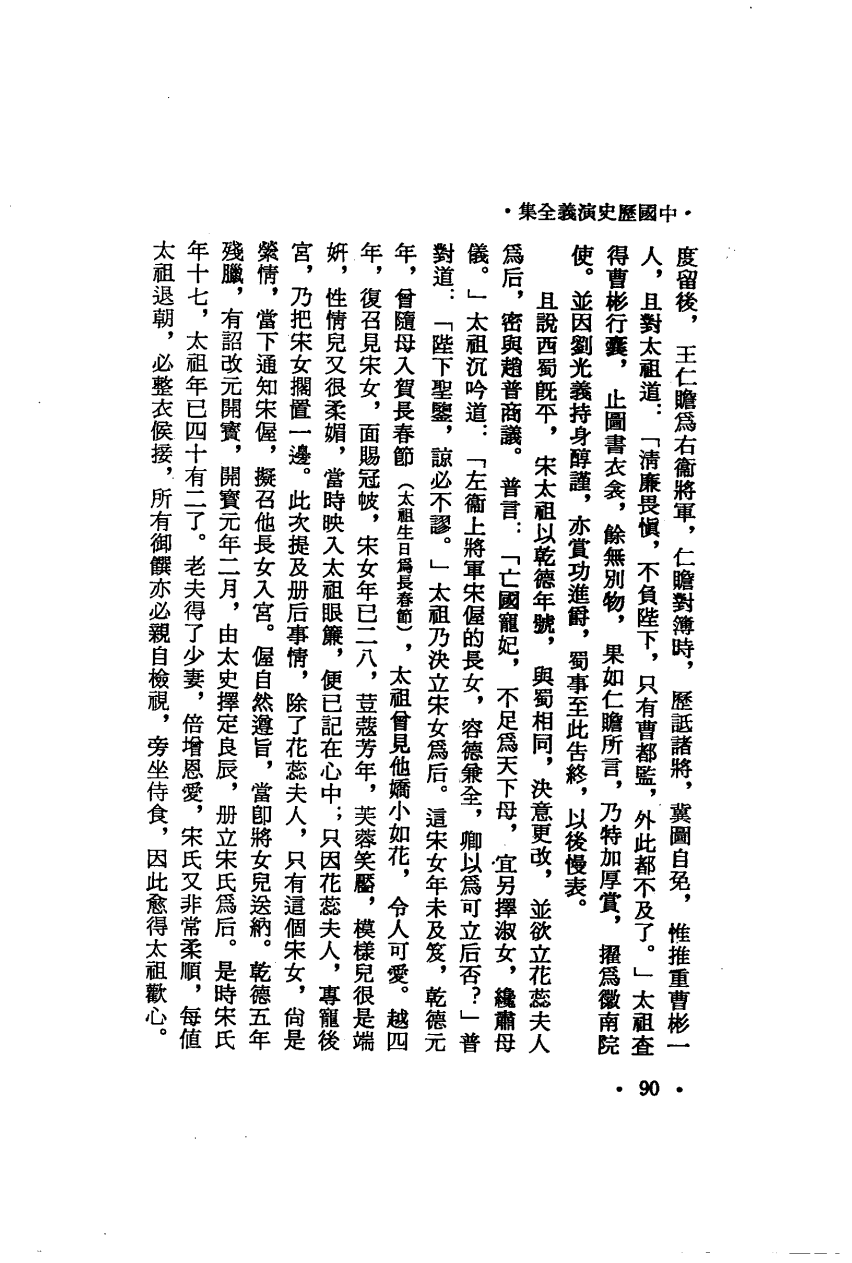 ·中國歷史演義全集·
度留後，王仁贍爲右衞將軍，仁贍對簿時，歷詆諸將，冀圖自免，惟推重曹彬一
人，且對太祖道：「清廉畏愼，不負陛下，只有曹都監，外此都不及了。」太祖查
得曹彬行囊，止圖書衣衾，餘無別物，果如仁贍所言，乃特加厚賞，擢爲徽南院
使。並因劉光義持身醇謹，亦賞功進爵，蜀事至此告終，以後慢表。
且說西蜀旣平，宋太祖以乾德年號，與蜀相同，決意更改，並欲立花蕊夫人
爲后，密與趙普商議。普言：「亡國寵妃，不足爲天下母，宜另擇淑女，纔肅母
儀。」太祖沉吟道：「左衞上將軍宋偓的長女，容德兼全，卿以爲可立后否？」普
對道：「陛下聖鑒，諒必不謬。」太祖乃決立宋女爲后。這宋女年未及笈，乾德元
年，曾隨母入賀長春節（太祖生日爲長春節），太祖曾見他嬌小如花，令人可愛。越四
年，復召見宋女，面賜冠帔，宋女年已二八，荳蔻芳年，芙蓉笑靨，模樣兒很是端
姸，性情兒又很柔媚，當時映入太祖眼簾，便已記在心中；只因花蕊夫人，專寵後
宮，乃把宋女擱置一邊。此次提及册后事情，除了花蕊夫人，只有這個宋女，尙是
縈情，當下通知宋偓，擬召他長女入宮。偓自然遵旨，當卽將女兒送納。乾德五年
殘臘，有詔改元開寶，開寶元年二月，由太史擇定良辰，册立宋氏爲后。是時宋氏
年十七，太祖年已四十有二了。老夫得了少妻，倍增恩愛，宋氏又非常柔順，每値
太祖退朝，必整衣候接，所有御饌亦必親自檢視，旁坐侍食，因此愈得太祖歡心。
·90·